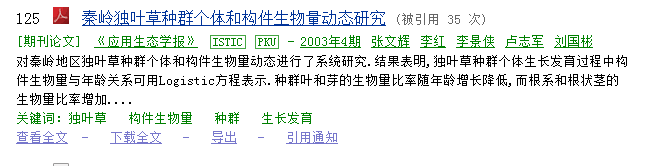 125 秦岭独叶草种群个体和构件生物量动态研究 (被引用 35 次)
[期刊论文] 《应用生态学报》 ISTIC PKU - 2003年4期 张文辉 李红 李景侠 卢志军 刘国彬
对秦岭地区独叶草种群个体和构件生物量动态进行了系统研究.结果表明,独叶草种群个体生长发育过程中构
件生物量与年龄关系可用Logistic方程表示.种群叶和芽的生物量比率随年龄增长降低,而根系和根状茎的
生物量比率增加....
关键词: 独叶草 构件生物量 种群 生长发育
查看全文 - 下载全文 - 导出 - 引用通知